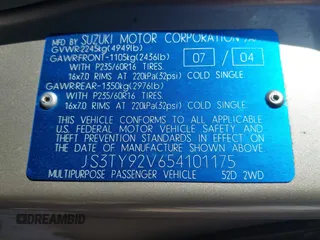 MFD BY SUZUKI MOTOR CORPORATION
GVWR:2245kg(4949lb)
GAWR:FRONT-1105kg(2436lb) 07 / 04
WITH P235/60R16 TIRES
16x7.0 RIMS AT 220kPa(32psi) COLD SINGLE
GAWR:REAR-1350kg(2976lb)
WITH P235/60R16 TIRES
16x7.0 RIMS AT 220kPa(32psi) COLD SINGLE
THIS VEHICLE CONFORMS TO ALL APPLICABLE
U.S. FEDERAL MOTOR VEHICLE SAFETY
AND THEFT PREVENTION STANDARDS IN EFFECT ON
THE DATE OF MANUFACTURE SHOWN ABOVE.
JS3TY92V654101175
MULTIPURPOSE PASSENGER VEHICLE 52D 2WD
DREAMBID